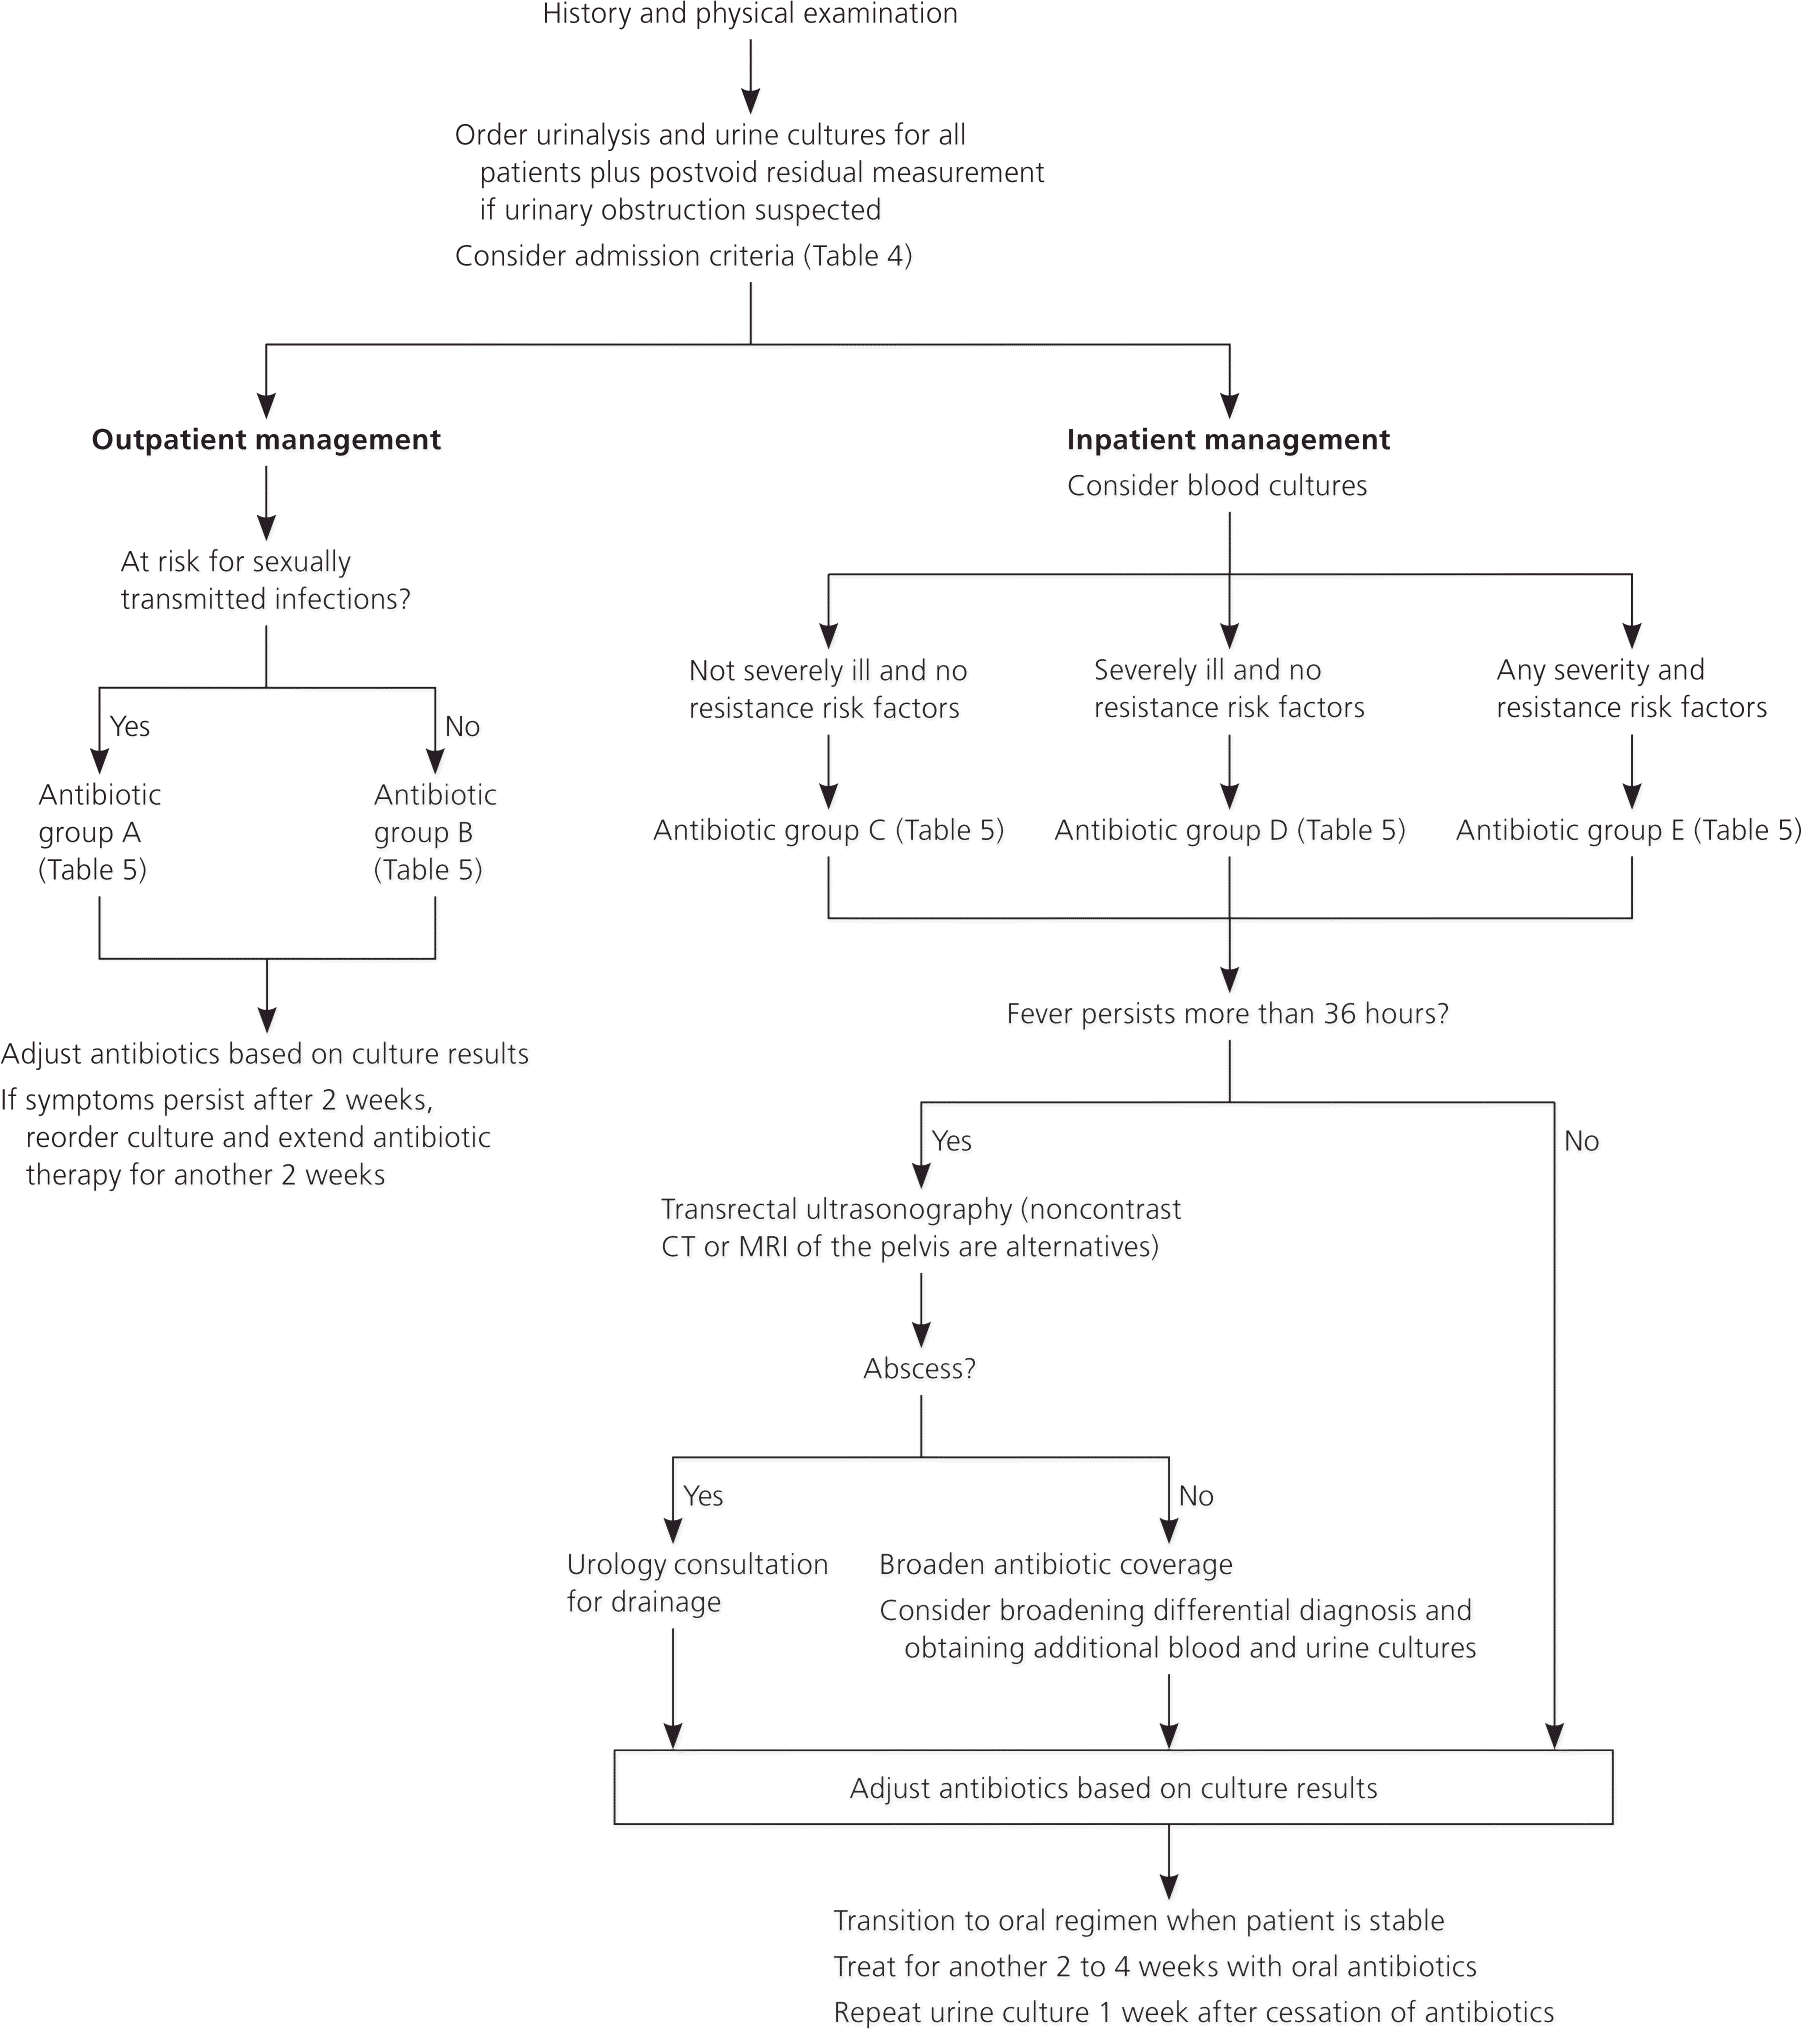 History and physical examination
Order urinalysis and urine cultures for all
patients plus postvoid residual measurement
if urinary obstruction suspected
Consider admission criteria (Table 4)
Outpatient management
At risk for sexually
transmitted infections?
Yes
No
Antibiotic
group A
(Table 5)
Antibiotic
group B
(Table 5)
Adjust antibiotics based on culture results
If symptoms persist after 2 weeks,
reorder culture and extend antibiotic
therapy for another 2 weeks
Inpatient management
Consider blood cultures
Not severely ill and no
resistance risk factors
Severely ill and no
resistance risk factors
Any severity and
resistance risk factors
Antibiotic group C (Table 5)
Antibiotic group D (Table 5)
Antibiotic group E (Table 5)
Fever persists more than 36 hours?
Yes
No
Transrectal ultrasonography (noncontrast
CT or MRI of the pelvis are alternatives)
Abscess?
Yes
No
Urology consultation
for drainage
Broaden antibiotic coverage
Consider broadening differential diagnosis and
obtaining additional blood and urine cultures
Adjust antibiotics based on culture results
Transition to oral regimen when patient is stable
Treat for another 2 to 4 weeks with oral antibiotics
Repeat urine culture 1 week after cessation of antibiotics